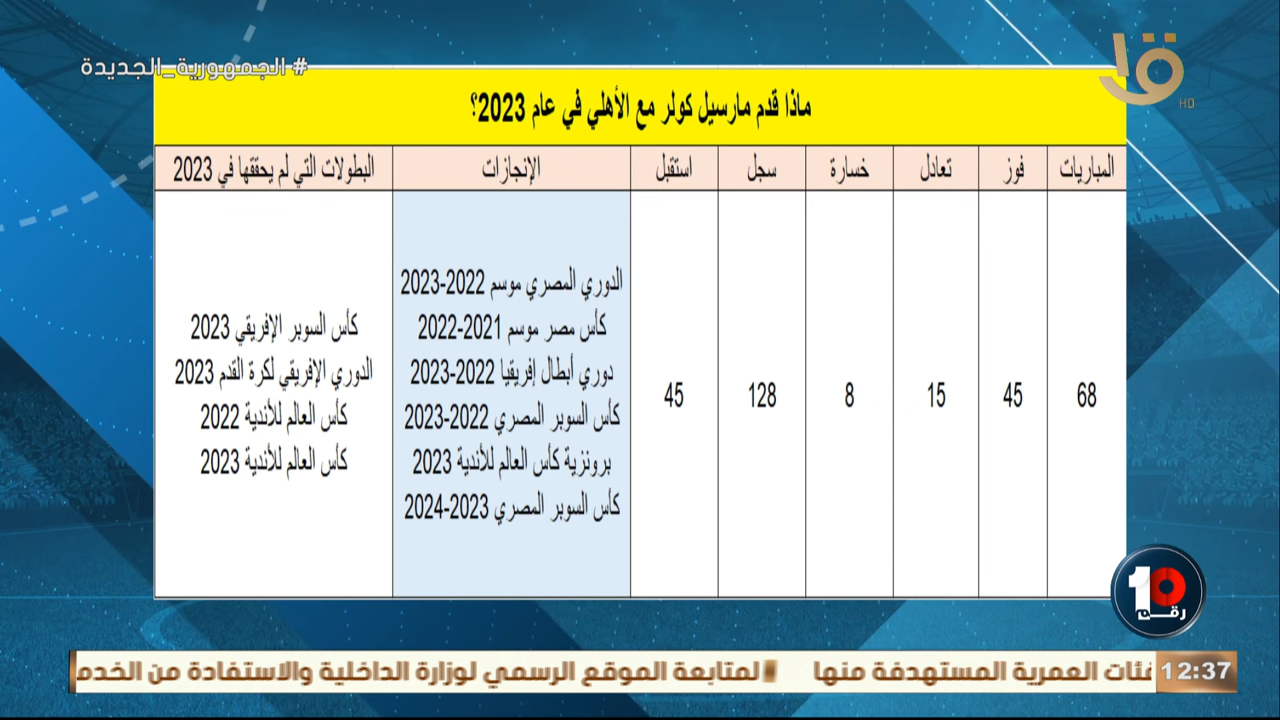 # الجمهورية_الجديدة
HD
ماذا قدم مارسيل كولر مع الأهلي في عام 2023؟
المباريات
فوز
تعادل
خسارة
سجل
استقبل
الإنجازات
البطولات التي لم يحققها في 2023
68
45
15
8
128
45
الدوري المصري موسم 2022-2023
كأس مصر موسم 2021-2022
دوري أبطال إفريقيا 2022-2023
كأس السوبر المصري 2022-2023
برونزية كأس العالم للأندية 2023
كأس السوبر المصري 2023-2024
كأس السوبر الإفريقي 2023
الدوري الإفريقي لكرة القدم 2023
كأس العالم للأندية 2022
كأس العالم للأندية 2023
10
رقم
12:37
فئات العمرية المستهدفة منها لمتابعة الموقع الرسمي لوزارة الداخلية والاستفادة من الخدم